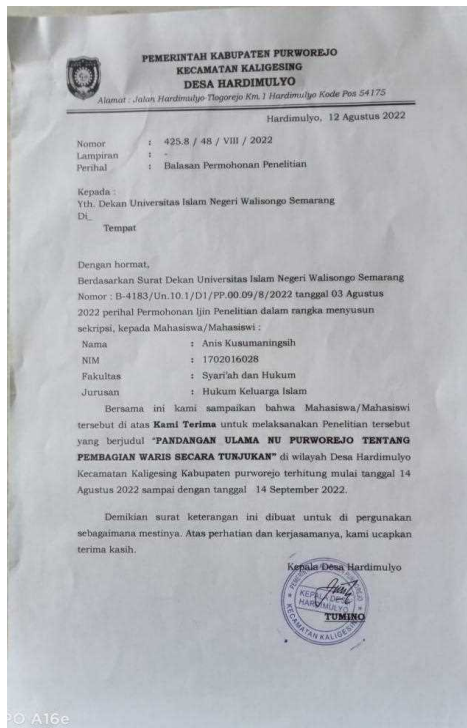 PEMERINTAH KABUPATEN PURWOREJO
KECAMATAN KALIGESING
DESA HARDIMULYO
Alamat : Jalan Hardimulyo-Tlogorejo Km. 1 Hardimulyo Kode Pos 54175
Hardimulyo, 12 Agustus 2022
Nomor : 425.8 / 48 / VIII / 2022
Lampiran : -
Perihal : Balasan Permohonan Penelitian
Kepada :
Yth. Dekan Universitas Islam Negeri Walisongo Semarang
Di_
Tempat
Dengan hormat,
Berdasarkan Surat Dekan Universitas Islam Negeri Walisongo Semarang
Nomor : B-4183/Un.10.1/D1/PP.00.09/8/2022 tanggal 03 Agustus
2022 perihal Permohonan Ijin Penelitian dalam rangka menyusun
sekripsi, kepada Mahasiswa/Mahasiswi :
Nama : Anis Kusumaningsih
NIM : 1702016028
Fakultas : Syari'ah dan Hukum
Jurusan : Hukum Keluarga Islam
Bersama ini kami sampaikan bahwa Mahasiswa/Mahasiswi
tersebut di atas Kami Terima untuk melaksanakan Penelitian tersebut
yang berjudul "PANDANGAN ULAMA NU PURWOREJO TENTANG
PEMBAGIAN WARIS SECARA TUNJUKAN" di wilayah Desa Hardimulyo
Kecamatan Kaligesing Kabupaten purworejo terhitung mulai tanggal 14
Agustus 2022 sampai dengan tanggal 14 September 2022.
Demikian surat keterangan ini dibuat untuk di pergunakan
sebagaimana mestinya. Atas perhatian dan kerjasamanya, kami ucapkan
terima kasih.
Kepala Desa Hardimulyo
KEPALA DESA
HARDIMULYO
KECAMATAN KALIGESING
TUMINO
RO A16e